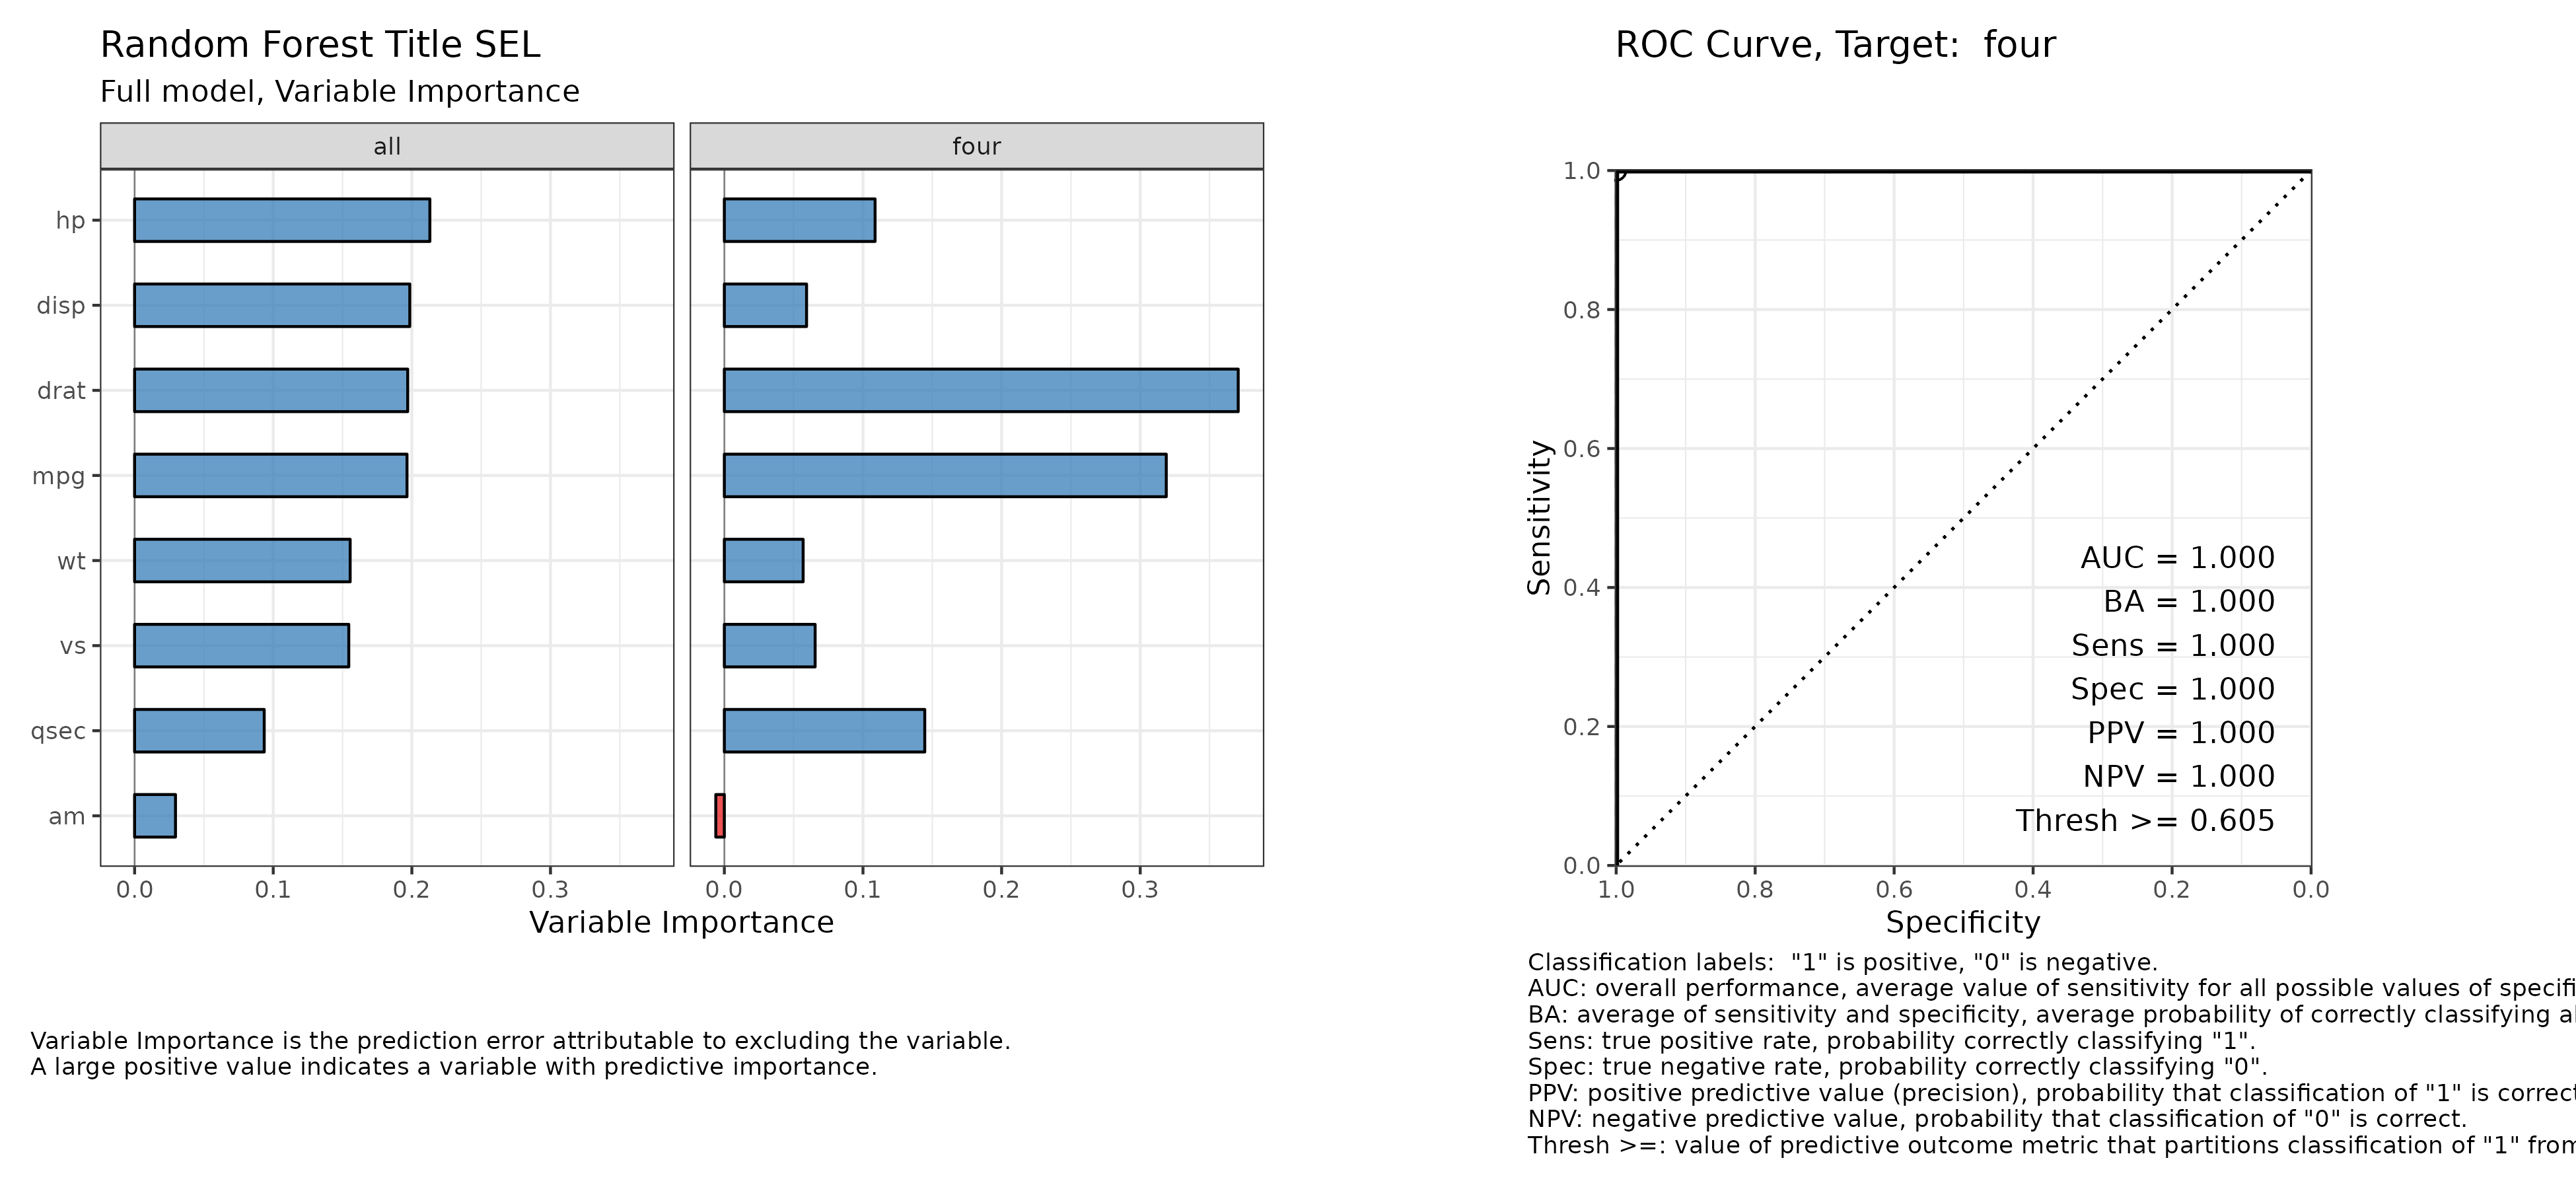 Random Forest Title SEL
Full model, Variable Importance
all
four
hp
disp
drat
mpg
wt
vs
qsec
am
0.0 0.1 0.2 0.3
0.0 0.1 0.2 0.3
Variable Importance
Variable Importance is the prediction error attributable to excluding the variable.
A large positive value indicates a variable with predictive importance.
ROC Curve, Target:  four
1.0
0.8
0.6
0.4
0.2
0.0
Sensitivity
AUC = 1.000
BA = 1.000
Sens = 1.000
Spec = 1.000
PPV = 1.000
NPV = 1.000
Thresh >= 0.605
1.0 0.8 0.6 0.4 0.2 0.0
Specificity
Classification labels:  "1" is positive, "0" is negative.
AUC: overall performance, average value of sensitivity for all possible values of
BA: average of sensitivity and specificity, average probability of correctly classifying
Sens: true positive rate, probability correctly classifying "1".
Spec: true negative rate, probability correctly classifying "0".
PPV: positive predictive value (precision), probability that classification of "1" is correct
NPV: negative predictive value, probability that classification of "0" is correct.
Thresh >=: value of predictive outcome metric that partitions classification of "1" from